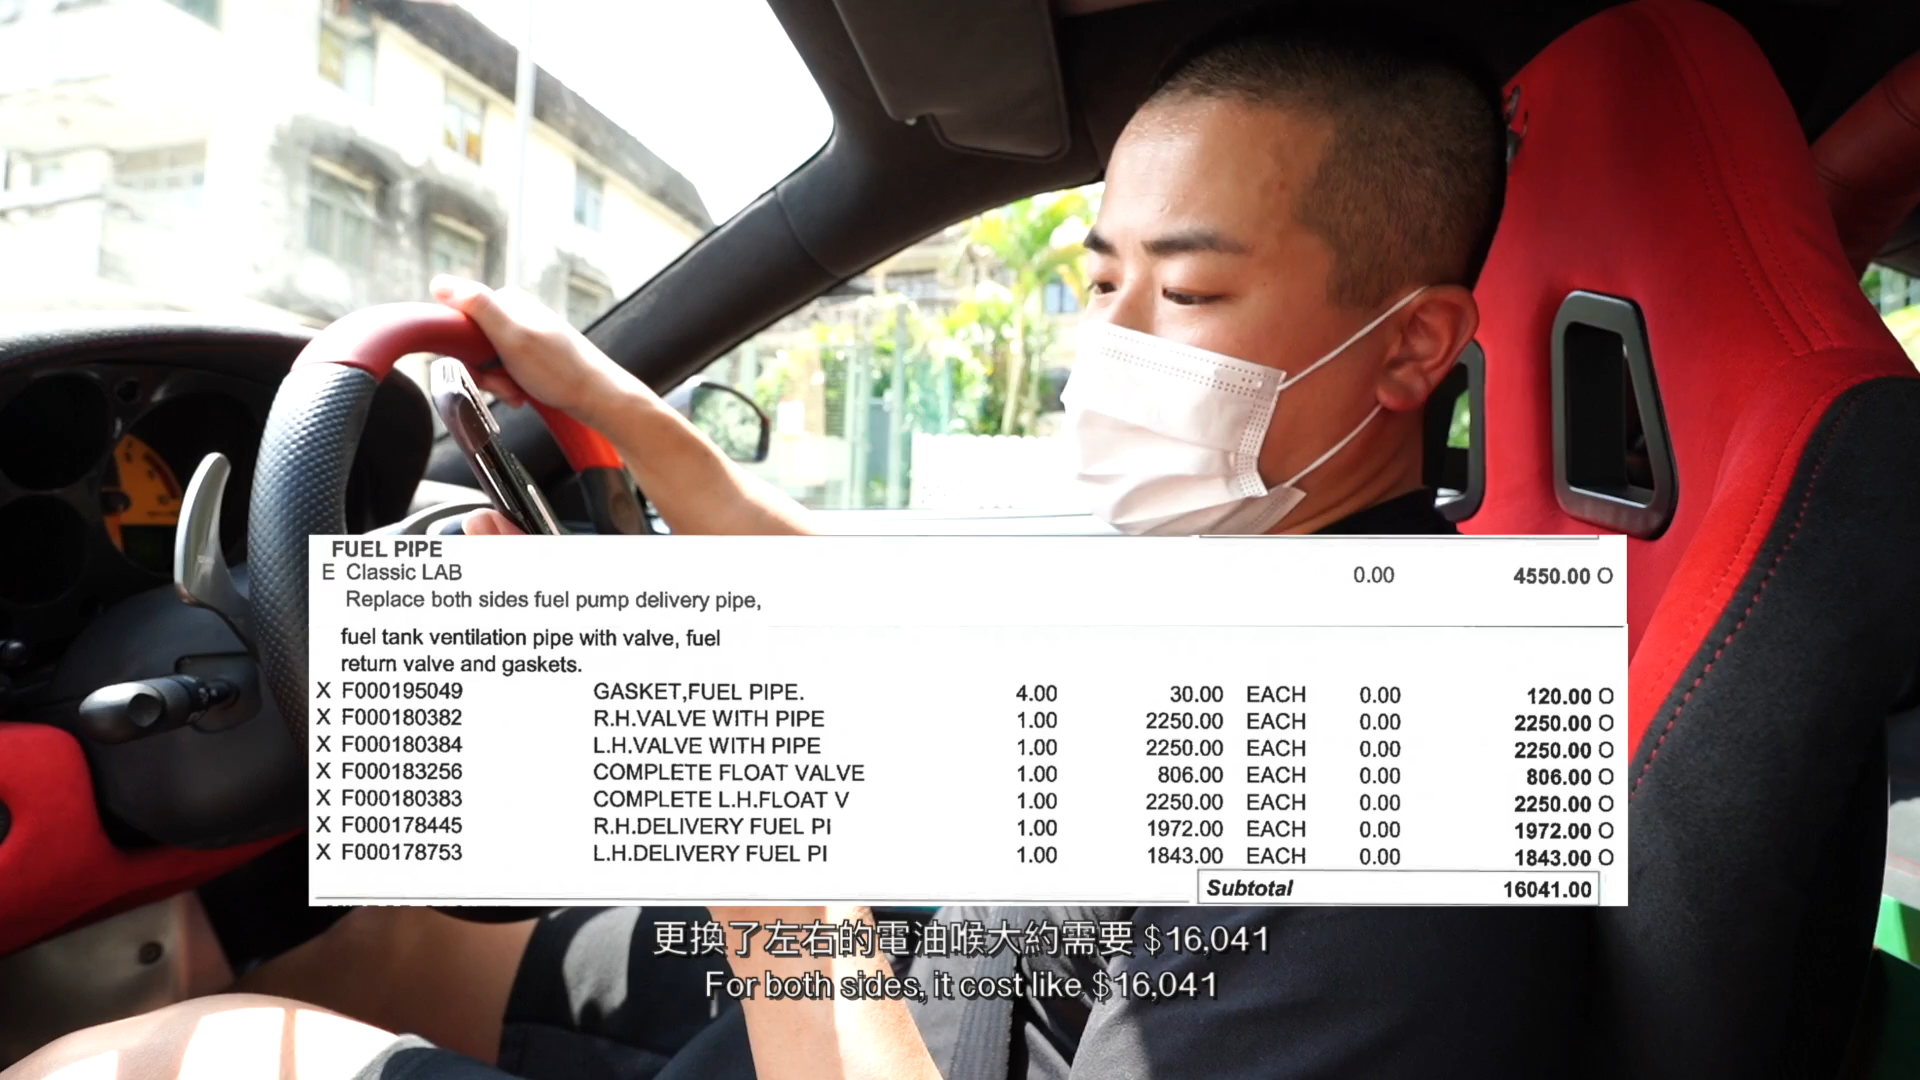 FUEL PIPE
E Classic LAB 0.00 4550.00 O
Replace both sides fuel pump delivery pipe,
fuel tank ventilation pipe with valve, fuel
return valve and gaskets.
X F000195049 GASKET,FUEL PIPE. 4.00 30.00 EACH 0.00 120.00 O
X F000180382 R.H.VALVE WITH PIPE 1.00 2250.00 EACH 0.00 2250.00 O
X F000180384 L.H.VALVE WITH PIPE 1.00 2250.00 EACH 0.00 2250.00 O
X F000183256 COMPLETE FLOAT VALVE 1.00 806.00 EACH 0.00 806.00 O
X F000180383 COMPLETE L.H.FLOAT V 1.00 2250.00 EACH 0.00 2250.00 O
X F000178445 R.H.DELIVERY FUEL PI 1.00 1972.00 EACH 0.00 1972.00 O
X F000178753 L.H.DELIVERY FUEL PI 1.00 1843.00 EACH 0.00 1843.00 O
Subtotal 16041.00
更換了左右的電油喉大約需要 $16,041
For both sides, it cost like $16,041